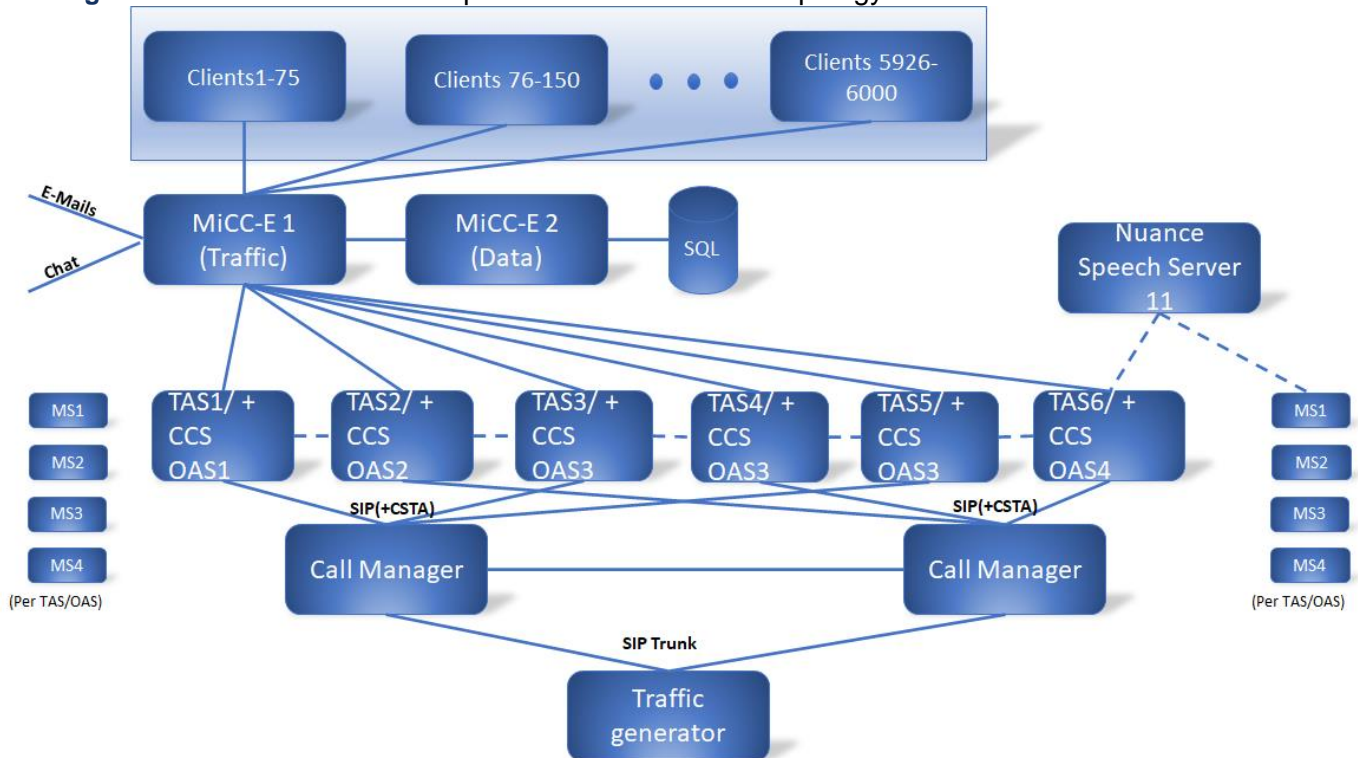 Clients1-75
Clients 76-150
Clients 5926-
6000
E-Mails
Chat
MiCC-E 1
(Traffic)
MiCC-E 2
(Data)
SQL
Nuance
Speech Server
11
MS1
MS2
MS3
MS4
(Per TAS/OAS)
TAS1/ +
CCS
OAS1
TAS2/ +
CCS
OAS2
TAS3/ +
CCS
OAS3
TAS4/ +
CCS
OAS3
TAS5/ +
CCS
OAS3
TAS6/ +
CCS
OAS4
MS1
MS2
MS3
MS4
(Per TAS/OAS)
SIP(+CSTA)
SIP(+CSTA)
Call Manager
Call Manager
SIP Trunk
Traffic
generator